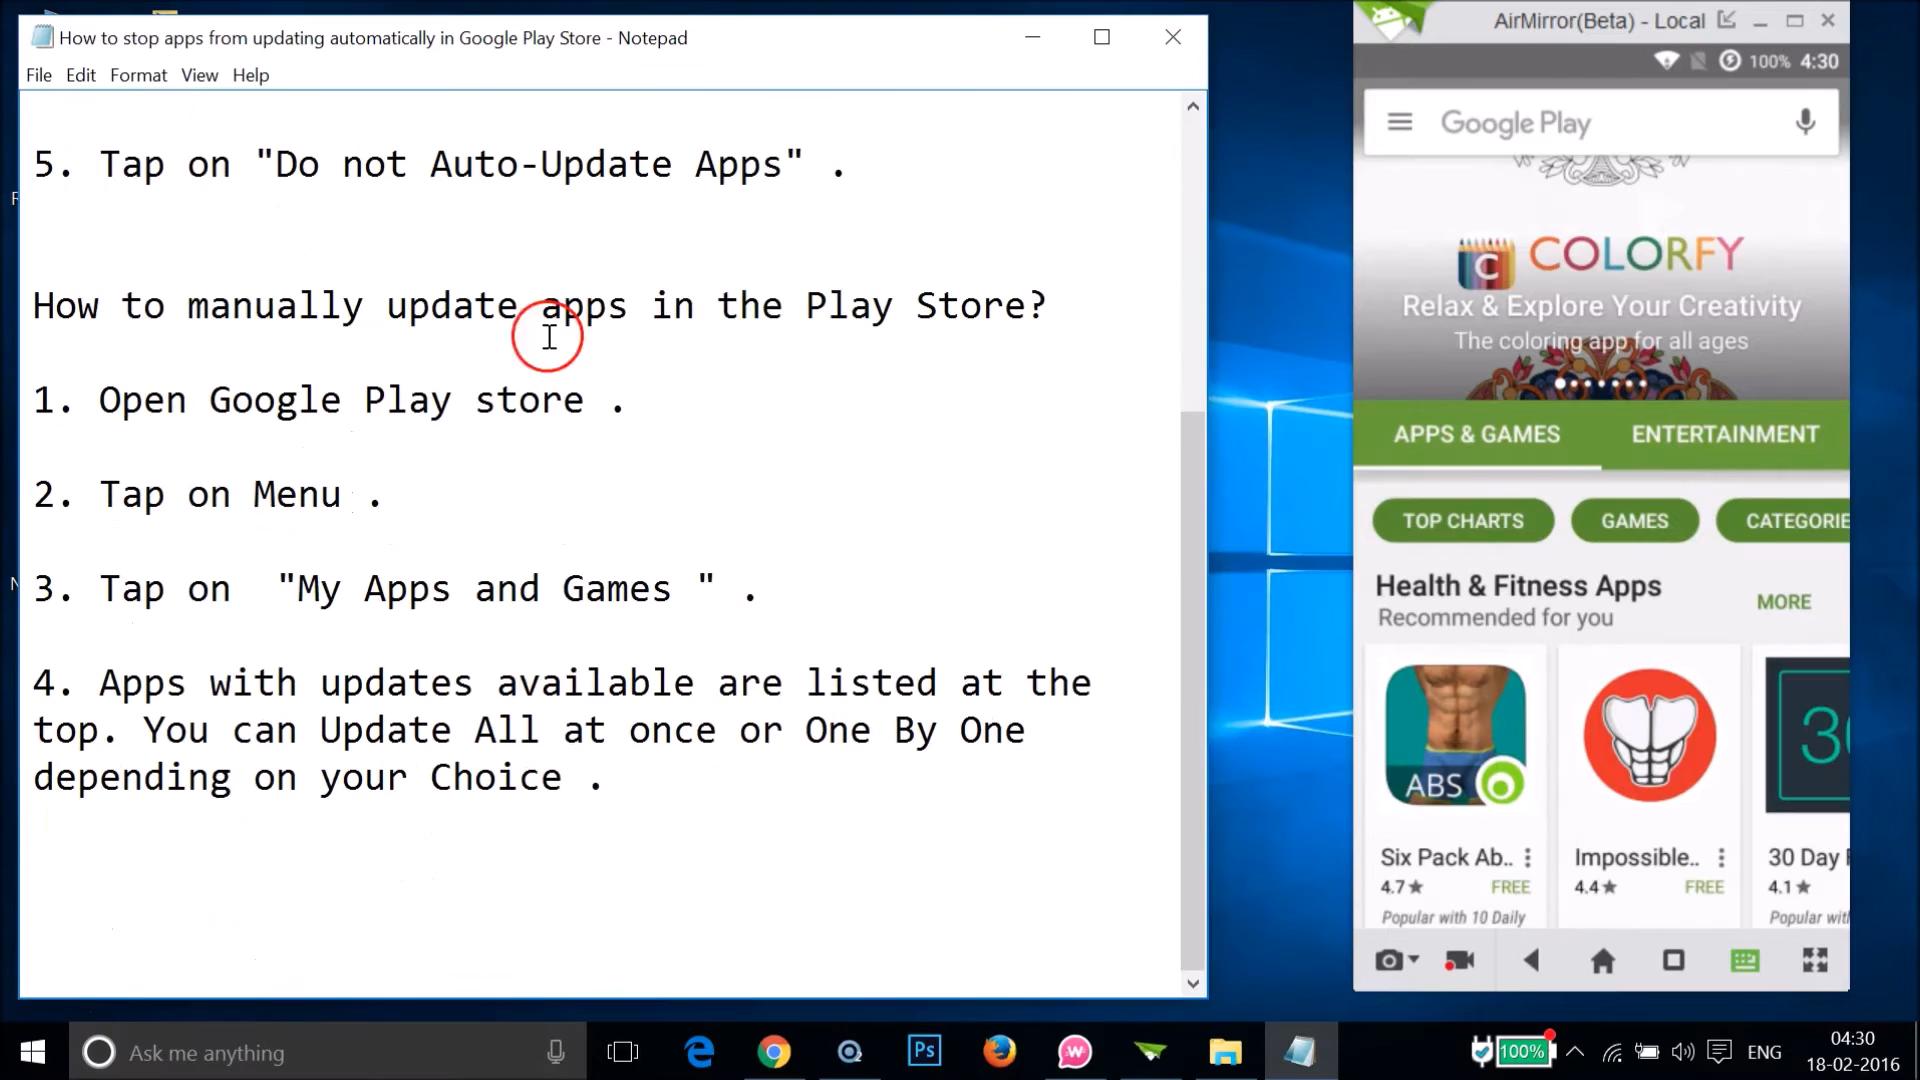 How to stop apps from updating automatically in Google Play Store - Notepad
File Edit Format View Help
5. Tap on "Do not Auto-Update Apps" .
How to manually update apps in the Play Store?
1. Open Google Play store .
2. Tap on Menu .
3. Tap on  "My Apps and Games " .
4. Apps with updates available are listed at the
top. You can Update All at once or One By One
depending on your Choice .
AirMirror(Beta) - Local
100% 4:30
Google Play
C COLORFY
Relax & Explore Your Creativity
The coloring app for all ages
APPS & GAMES ENTERTAINMENT
TOP CHARTS GAMES CATEGORIE
Health & Fitness Apps
Recommended for you
MORE
ABS
30
Six Pack Ab.. Impossible.. 30 Day
4.7★ FREE 4.4★ FREE 4.1★
Popular with 10 Daily Popular wit
Ask me anything
Ps
100%
ENG
04:30
18-02-2016